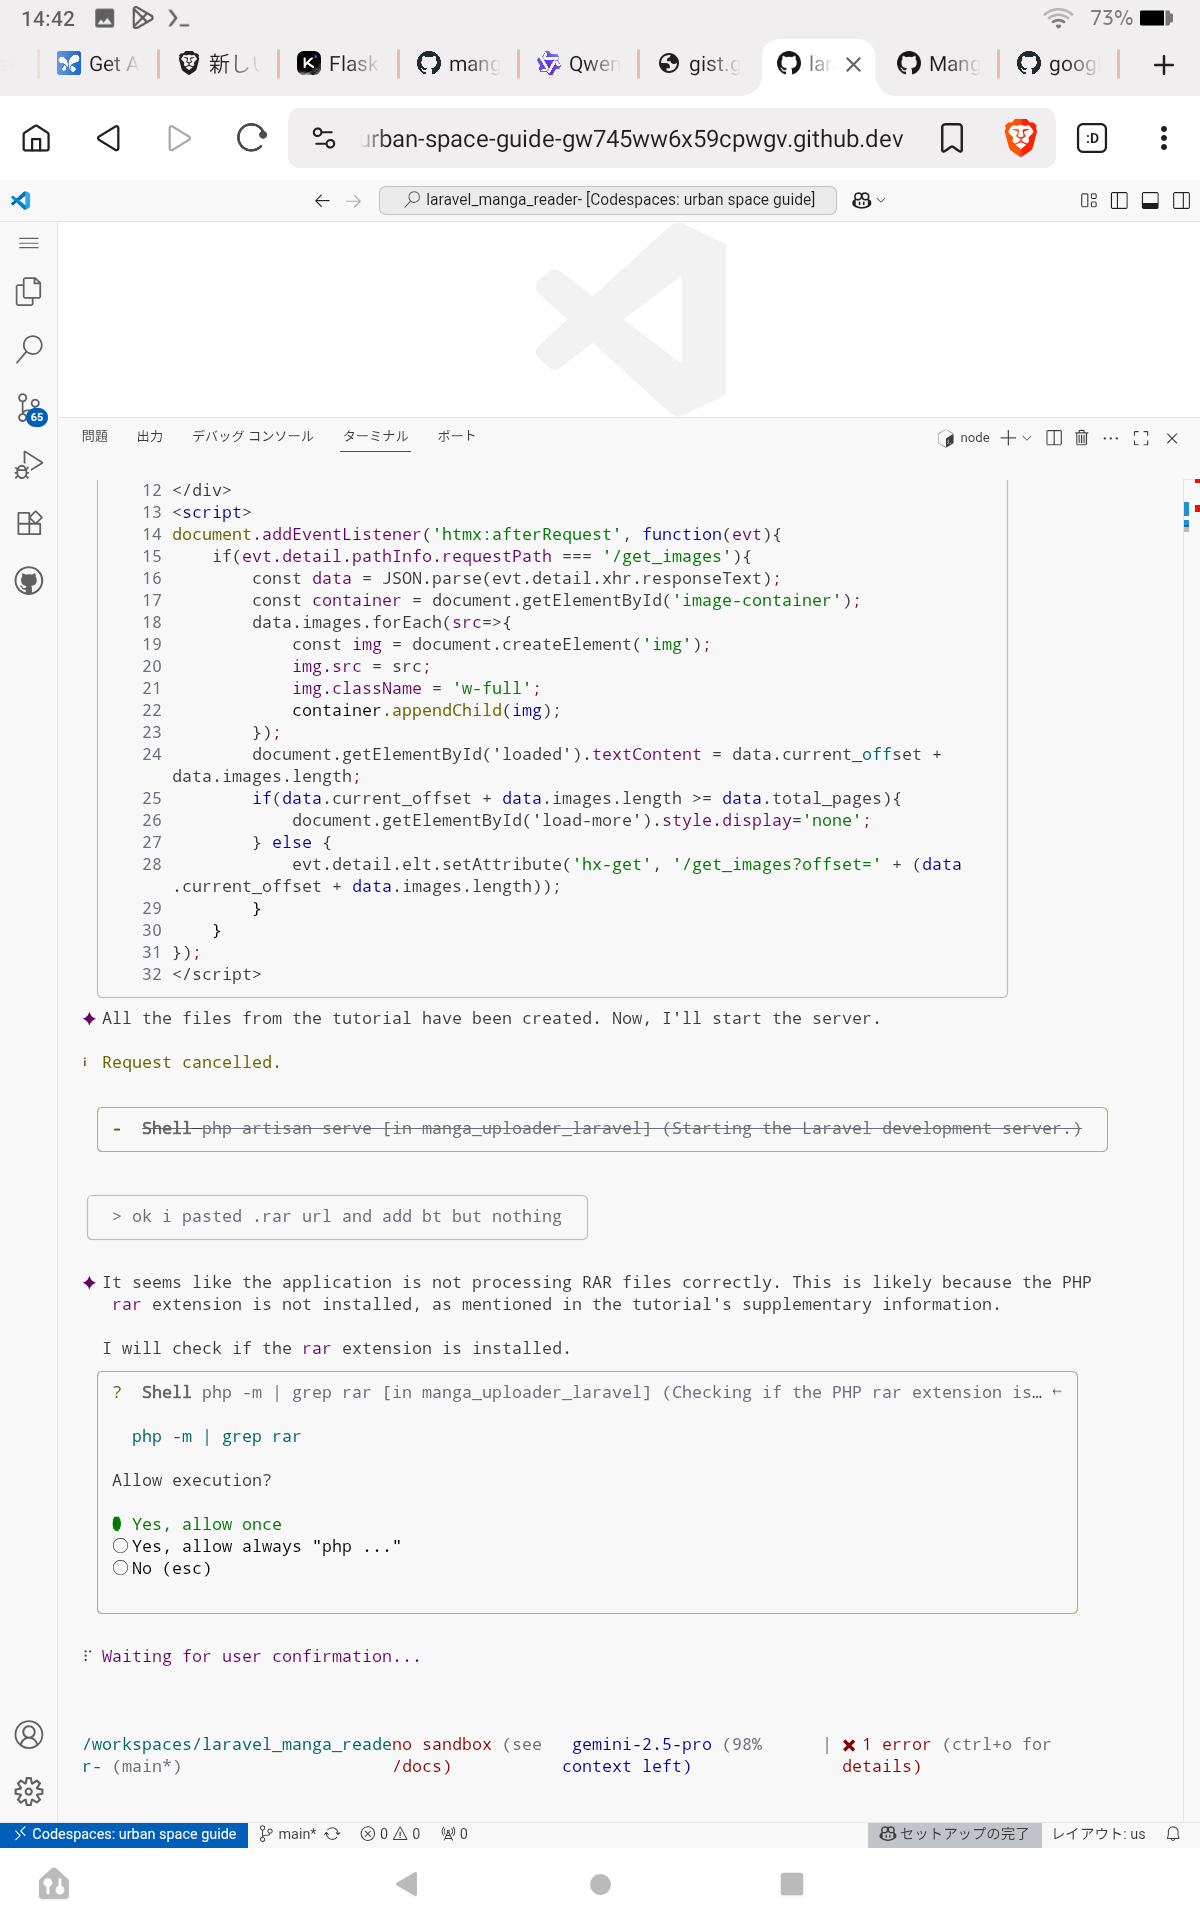 14:42
73%
Get A
新しい
Flask
mang
Qwen
gist.g
lar
Mang
goog
urban-space-guide-gw745ww6x59cpwgv.github.dev
:D
laravel_manga_reader- [Codespaces: urban space guide]
65
問題 出力 デバッグ コンソール ターミナル ポート
node
12 </div>
13 <script>
14 document.addEventListener('htmx:afterRequest', function(evt){
15     if(evt.detail.pathInfo.requestPath === '/get_images'){
16         const data = JSON.parse(evt.detail.xhr.responseText);
17         const container = document.getElementById('image-container');
18         data.images.forEach(src=>{
19             const img = document.createElement('img');
20             img.src = src;
21             img.className = 'w-full';
22             container.appendChild(img);
23         });
24         document.getElementById('loaded').textContent = data.current_offset +
data.images.length;
25         if(data.current_offset + data.images.length >= data.total_pages){
26             document.getElementById('load-more').style.display='none';
27         } else {
28             evt.detail.elt.setAttribute('hx-get', '/get_images?offset=' + (data
.current_offset + data.images.length));
29         }
30     }
31 });
32 </script>
✦ All the files from the tutorial have been created. Now, I'll start the server.
i Request cancelled.
- Shell php artisan serve [in manga_uploader_laravel] (Starting the Laravel development server.)
> ok i pasted .rar url and add bt but nothing
✦ It seems like the application is not processing RAR files correctly. This is likely because the PHP
rar extension is not installed, as mentioned in the tutorial's supplementary information.
I will check if the rar extension is installed.
? Shell php -m | grep rar [in manga_uploader_laravel] (Checking if the PHP rar extension is… ←
php -m | grep rar
Allow execution?
Yes, allow once
Yes, allow always "php ..."
No (esc)
Waiting for user confirmation...
/workspaces/laravel_manga_readeno sandbox (see gemini-2.5-pro (98% | ✖ 1 error (ctrl+o for
r- (main*) /docs) context left) details)
Codespaces: urban space guide main* 0 0 0 セットアップの完了 レイアウト: us